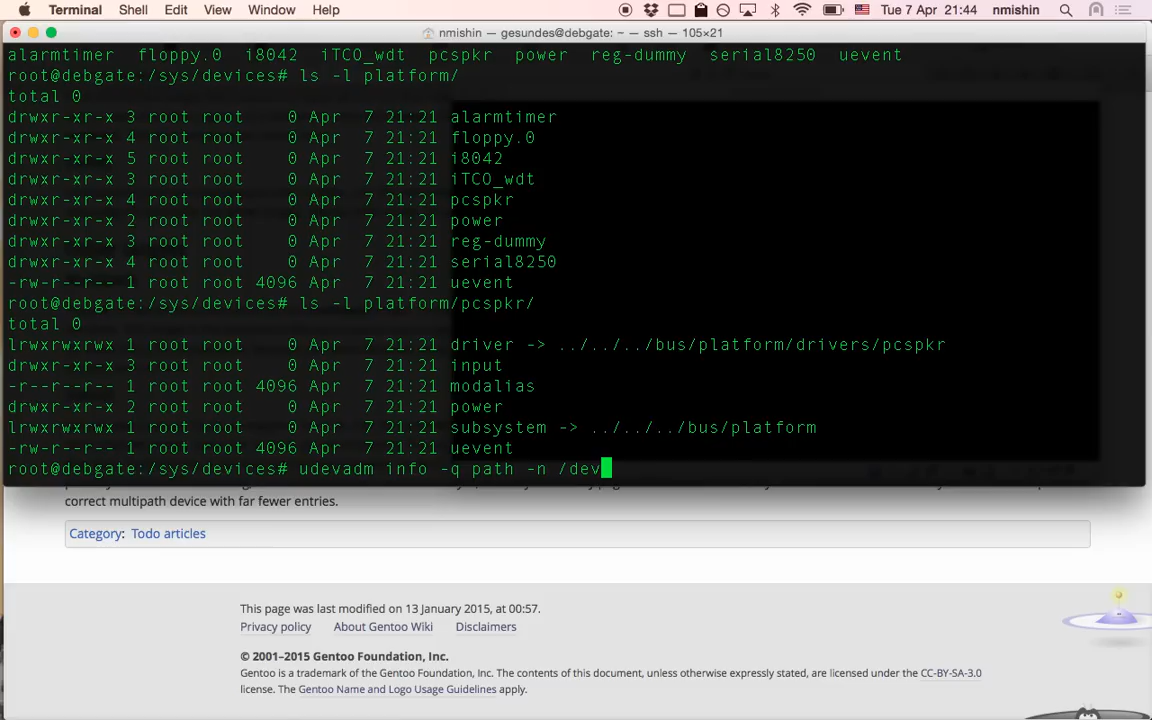 Terminal Shell Edit View Window Help Tue 7 Apr 21:44 nmishin
nmishin — gesundes@debgate: ~ — ssh — 105×21
alarmtimer floppy.0 i8042 iTCO_wdt pcspkr power reg-dummy serial8250 uevent
root@debgate:/sys/devices# ls -l platform/
total 0
drwxr-xr-x 3 root root 0 Apr 7 21:21 alarmtimer
drwxr-xr-x 4 root root 0 Apr 7 21:21 floppy.0
drwxr-xr-x 5 root root 0 Apr 7 21:21 i8042
drwxr-xr-x 3 root root 0 Apr 7 21:21 iTCO_wdt
drwxr-xr-x 4 root root 0 Apr 7 21:21 pcspkr
drwxr-xr-x 2 root root 0 Apr 7 21:21 power
drwxr-xr-x 3 root root 0 Apr 7 21:21 reg-dummy
drwxr-xr-x 4 root root 0 Apr 7 21:21 serial8250
-rw-r--r-- 1 root root 4096 Apr 7 21:21 uevent
root@debgate:/sys/devices# ls -l platform/pcspkr/
total 0
lrwxrwxrwx 1 root root 0 Apr 7 21:21 driver -> ../../../bus/platform/drivers/pcspkr
drwxr-xr-x 3 root root 0 Apr 7 21:21 input
-r--r--r-- 1 root root 4096 Apr 7 21:21 modalias
drwxr-xr-x 2 root root 0 Apr 7 21:21 power
lrwxrwxrwx 1 root root 0 Apr 7 21:21 subsystem -> ../../../bus/platform
-rw-r--r-- 1 root root 4096 Apr 7 21:21 uevent
root@debgate:/sys/devices# udevadm info -q path -n /dev
correct multipath device with far fewer entries.
Category: Todo articles
This page was last modified on 13 January 2015, at 00:57.
Privacy policy About Gentoo Wiki Disclaimers
© 2001–2015 Gentoo Foundation, Inc.
Gentoo is a trademark of the Gentoo Foundation, Inc. The contents of this document, unless otherwise expressly stated, are licensed under the CC-BY-SA-3.0
license. The Gentoo Name and Logo Usage Guidelines apply.